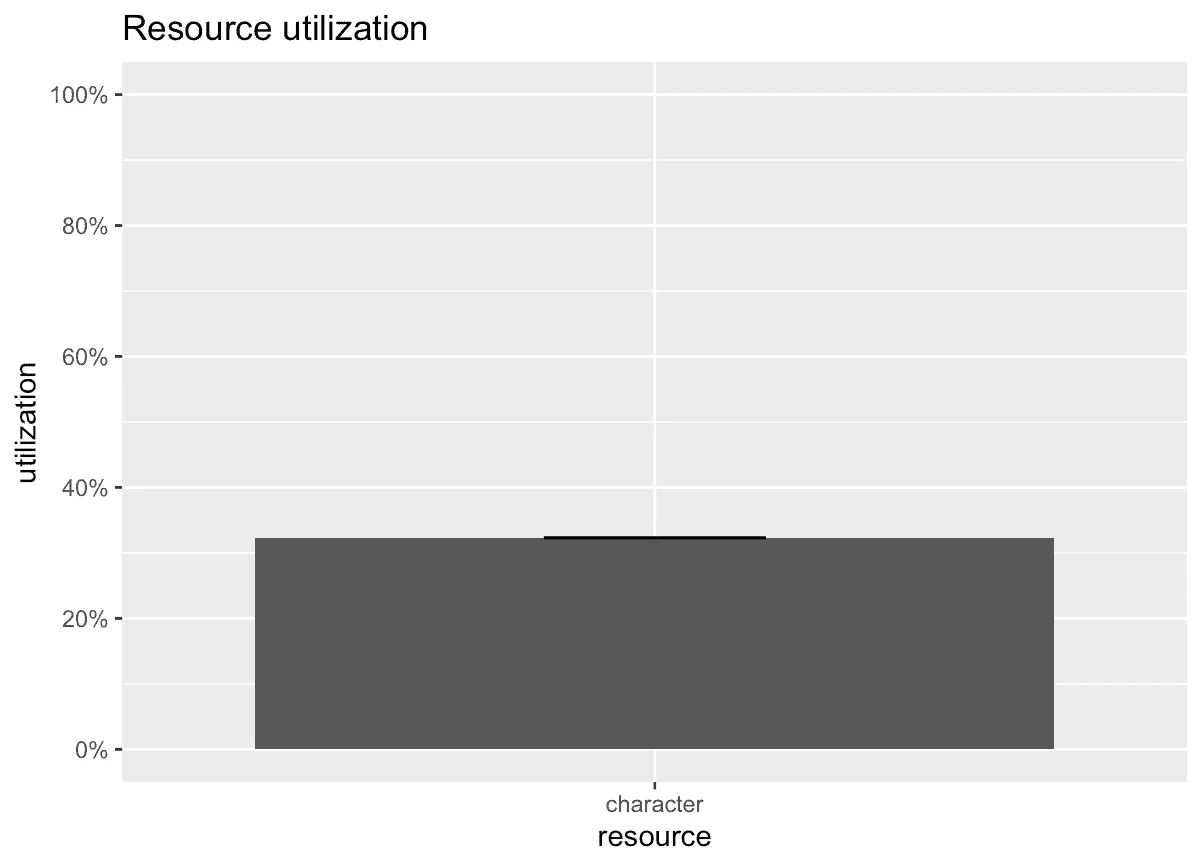 Resource utilization
100%
80%
60%
40%
20%
0%
utilization
character
resource